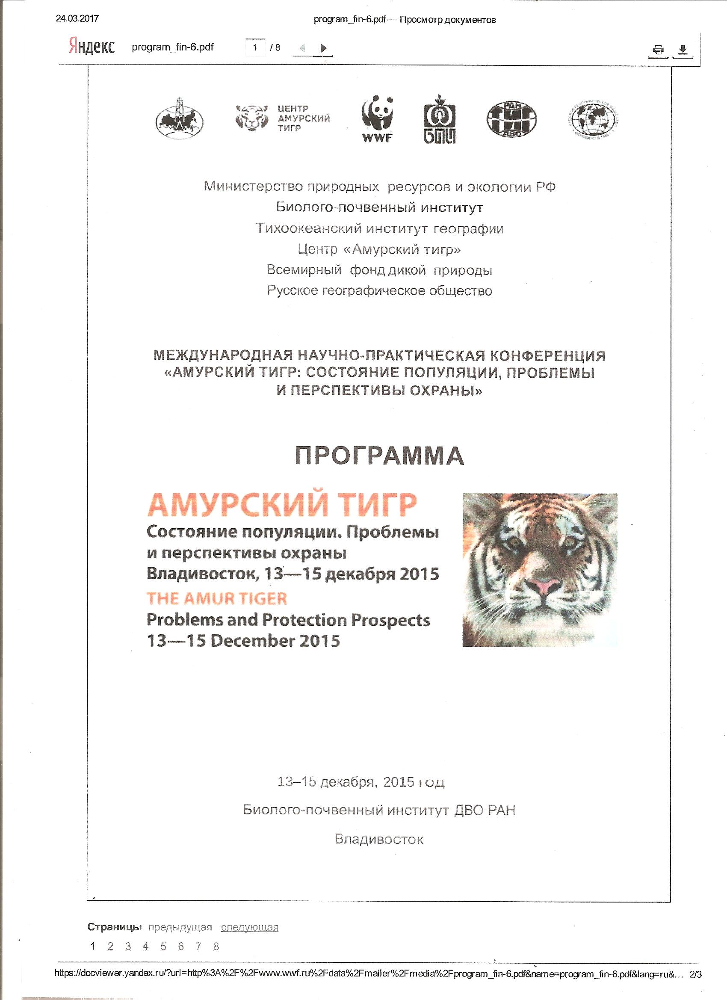 24.03.2017
program_fin-6.pdf — Просмотр документов
Яндекс program_fin-6.pdf 1 / 8
ЦЕНТР
АМУРСКИЙ
ТИГР
WWF
БПИ
РАН
ТИГ
ДВО
Министерство природных ресурсов и экологии РФ
Биолого-почвенный институт
Тихоокеанский институт географии
Центр «Амурский тигр»
Всемирный фонд дикой природы
Русское географическое общество
МЕЖДУНАРОДНАЯ НАУЧНО-ПРАКТИЧЕСКАЯ КОНФЕРЕНЦИЯ
«АМУРСКИЙ ТИГР: СОСТОЯНИЕ ПОПУЛЯЦИИ, ПРОБЛЕМЫ
И ПЕРСПЕКТИВЫ ОХРАНЫ»
ПРОГРАММА
АМУРСКИЙ ТИГР
Состояние популяции. Проблемы
и перспективы охраны
Владивосток, 13—15 декабря 2015
THE AMUR TIGER
Problems and Protection Prospects
13—15 December 2015
13–15 декабря, 2015 год
Биолого-почвенный институт ДВО РАН
Владивосток
Страницы предыдущая следующая
1 2 3 4 5 6 7 8
https://docviewer.yandex.ru/?url=http%3A%2F%2Fwww.wwf.ru%2Fdata%2Fmailer%2Fmedia%2Fprogram_fin-6.pdf&name=program_fin-6.pdf&lang=ru&... 2/3